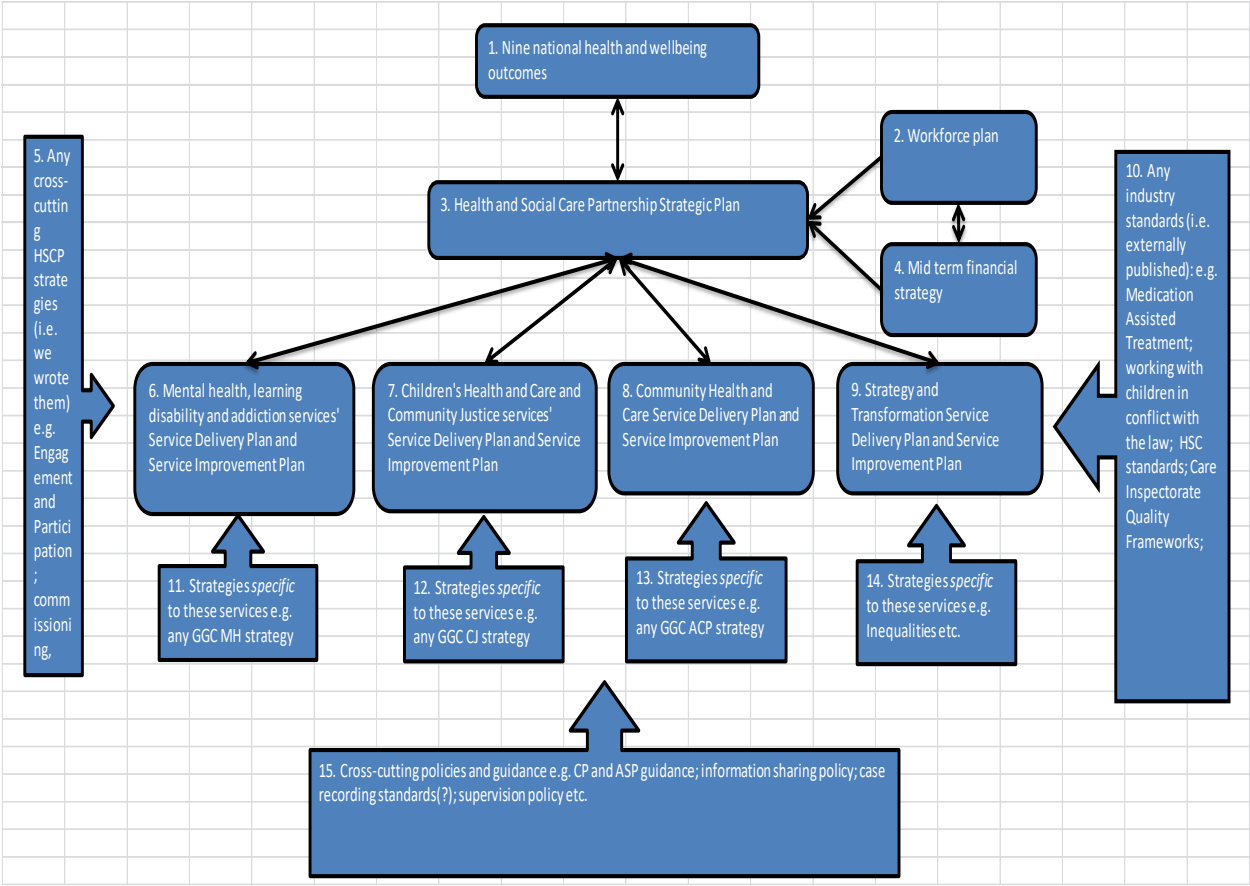 1. Nine national health and wellbeing
outcomes
2. Workforce plan
3. Health and Social Care Partnership Strategic Plan
4. Mid term financial
strategy
5. Any
cross-
cuttin
g
HSCP
strate
gies
(i.e.
we
wrote
them)
e.g.
Engag
ement
and
Partici
pation
;
comm
issioni
ng,
6. Mental health, learning
disability and addiction services'
Service Delivery Plan and
Service Improvement Plan
7. Children's Health and Care and
Community Justice services'
Service Delivery Plan and Service
Improvement Plan
8. Community Health and
Care Service Delivery Plan and
Service Improvement Plan
9. Strategy and
Transformation Service
Delivery Plan and Service
Improvement Plan
10. Any
industry
standards (i.e.
externally
published): e.g.
Medication
Assisted
Treatment;
working with
children in
conflict with
the law; HSC
standards; Care
Inspectorate
Quality
Frameworks;
11. Strategies specific
to these services e.g.
any GGC MH strategy
12. Strategies specific
to these services e.g.
any GGC CJ strategy
13. Strategies specific
to these services e.g.
any GGC ACP strategy
14. Strategies specific
to these services e.g.
Inequalities etc.
15. Cross-cutting policies and guidance e.g. CP and ASP guidance; information sharing policy; case
recording standards(?); supervision policy etc.